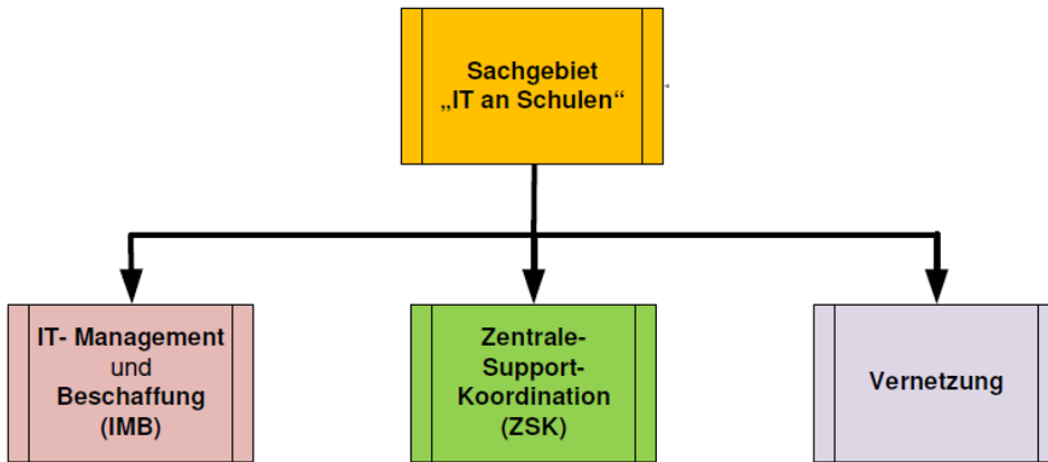 Sachgebiet
„IT an Schulen“
IT- Management
und
Beschaffung
(IMB)
Zentrale-
Support-
Koordination
(ZSK)
Vernetzung